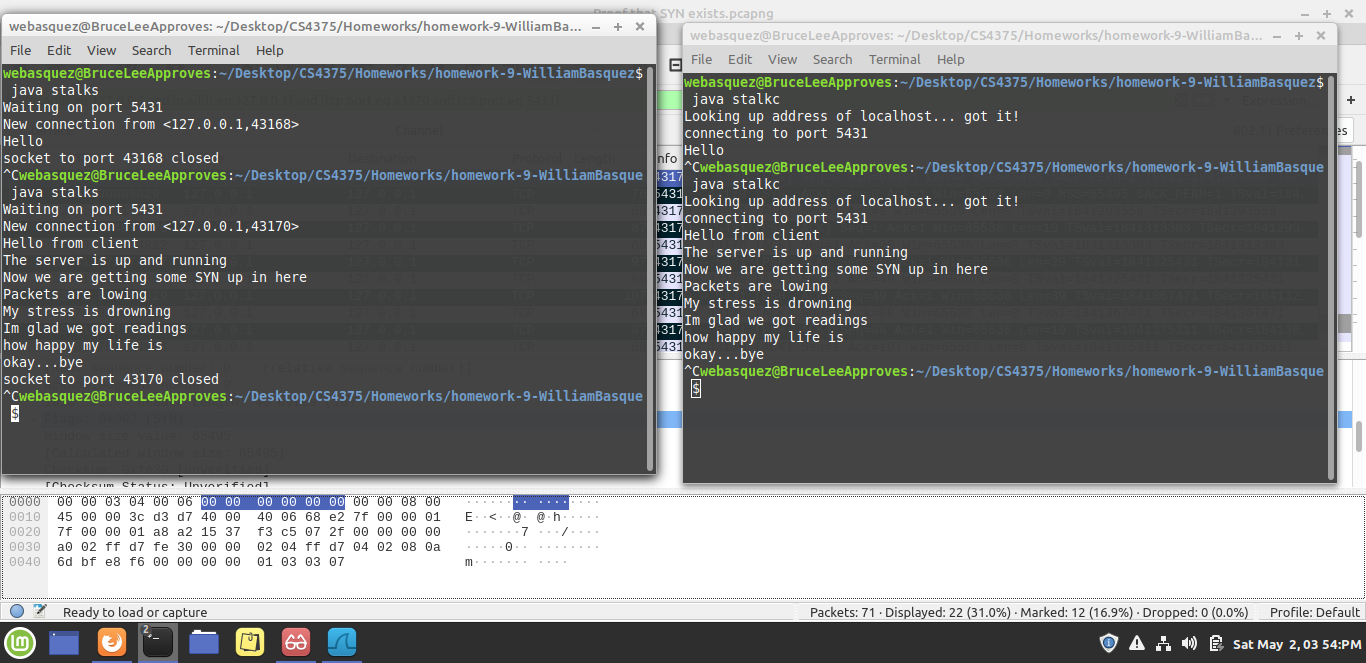 Proof that SYN exists.pcapng
webasquez@BruceLeeApproves: ~/Desktop/CS4375/Homeworks/homework-9-WilliamBasq...
File Edit View Search Terminal Help
webasquez@BruceLeeApproves:~/Desktop/CS4375/Homeworks/homework-9-WilliamBasquez$
java stalks
Waiting on port 5431
New connection from <127.0.0.1,43168>
Hello
socket to port 43168 closed
^Cwebasquez@BruceLeeApproves:~/Desktop/CS4375/Homeworks/homework-9-WilliamBasque
java stalks
Waiting on port 5431
New connection from <127.0.0.1,43170>
Hello from client
The server is up and running
Now we are getting some SYN up in here
Packets are lowing
My stress is drowning
Im glad we got readings
how happy my life is
okay...bye
socket to port 43170 closed
^Cwebasquez@BruceLeeApproves:~/Desktop/CS4375/Homeworks/homework-9-WilliamBasque
$
webasquez@BruceLeeApproves: ~/Desktop/CS4375/Homeworks/homework-9-WilliamBa...
File Edit View Search Terminal Help
webasquez@BruceLeeApproves:~/Desktop/CS4375/Homeworks/homework-9-WilliamBasquez$
java stalkc
Looking up address of localhost... got it!
connecting to port 5431
Hello
^Cwebasquez@BruceLeeApproves:~/Desktop/CS4375/Homeworks/homework-9-WilliamBasque
java stalkc
Looking up address of localhost... got it!
connecting to port 5431
Hello from client
The server is up and running
Now we are getting some SYN up in here
Packets are lowing
My stress is drowning
Im glad we got readings
how happy my life is
okay...bye
^Cwebasquez@BruceLeeApproves:~/Desktop/CS4375/Homeworks/homework-9-WilliamBasque
$
[Checksum Status: Unverified]
0000 00 00 03 04 00 06 00 00 00 00 00 00 00 00 08 00 ········ ········
0010 45 00 00 3c d3 d7 40 00 40 06 68 e2 7f 00 00 01 E··<··@· @·h·····
0020 7f 00 00 01 a8 a2 15 37 f3 c5 07 2f 00 00 00 00 ·······7 ···/····
0030 a0 02 ff d7 fe 30 00 00 02 04 ff d7 04 02 08 0a ·····0·· ········
0040 6d bf e8 f6 00 00 00 00 01 03 03 07 m······· ····
Ready to load or capture
Packets: 71 · Displayed: 22 (31.0%) · Marked: 12 (16.9%) · Dropped: 0 (0.0%)
Profile: Default
2
Sat May 2, 03 54:PM